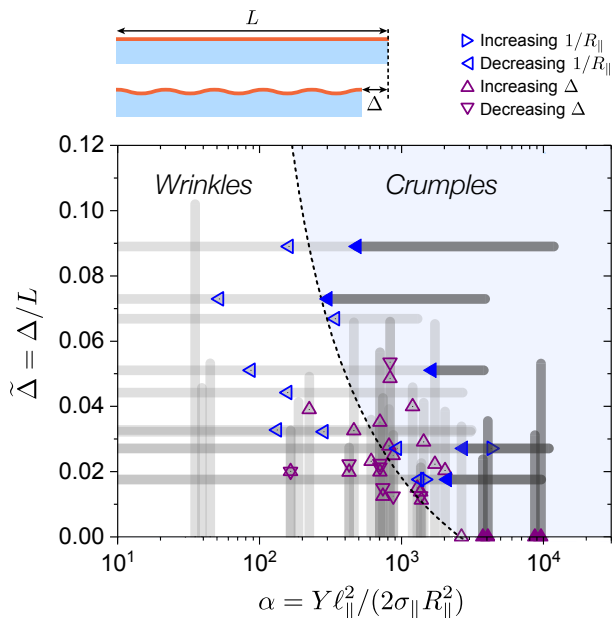 L
Δ
Increasing 1/R∥
Decreasing 1/R∥
Increasing Δ
Decreasing Δ
Wrinkles
Crumples
0.12
0.10
0.08
0.06
0.04
0.02
0.00
Δ̃ = Δ/L
10¹ 10² 10³ 10⁴
α = Yℓ∥²/(2σ∥R∥²)